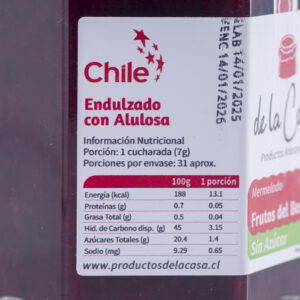 Chile
Endulzado
con Alulosa
Información Nutricional
Porción: 1 cucharada (7g)
Porciones por envase: 31 aprox.
100g 1 porción
Energía (kcal) 188 13.1
Proteínas (g) 0.7 0.05
Grasa Total (g) 0.5 0.04
Hid. de Carbono disp. (g) 45 3.15
Azúcares Totales (g) 20.4 1.4
Sodio (mg) 9.29 0.65
www.productosdelacasa.cl
ELAB 14/01/2025
VENC 14/01/2026
de la Ca
Productos
Mermelada
Frutos del
Sin Azúcar